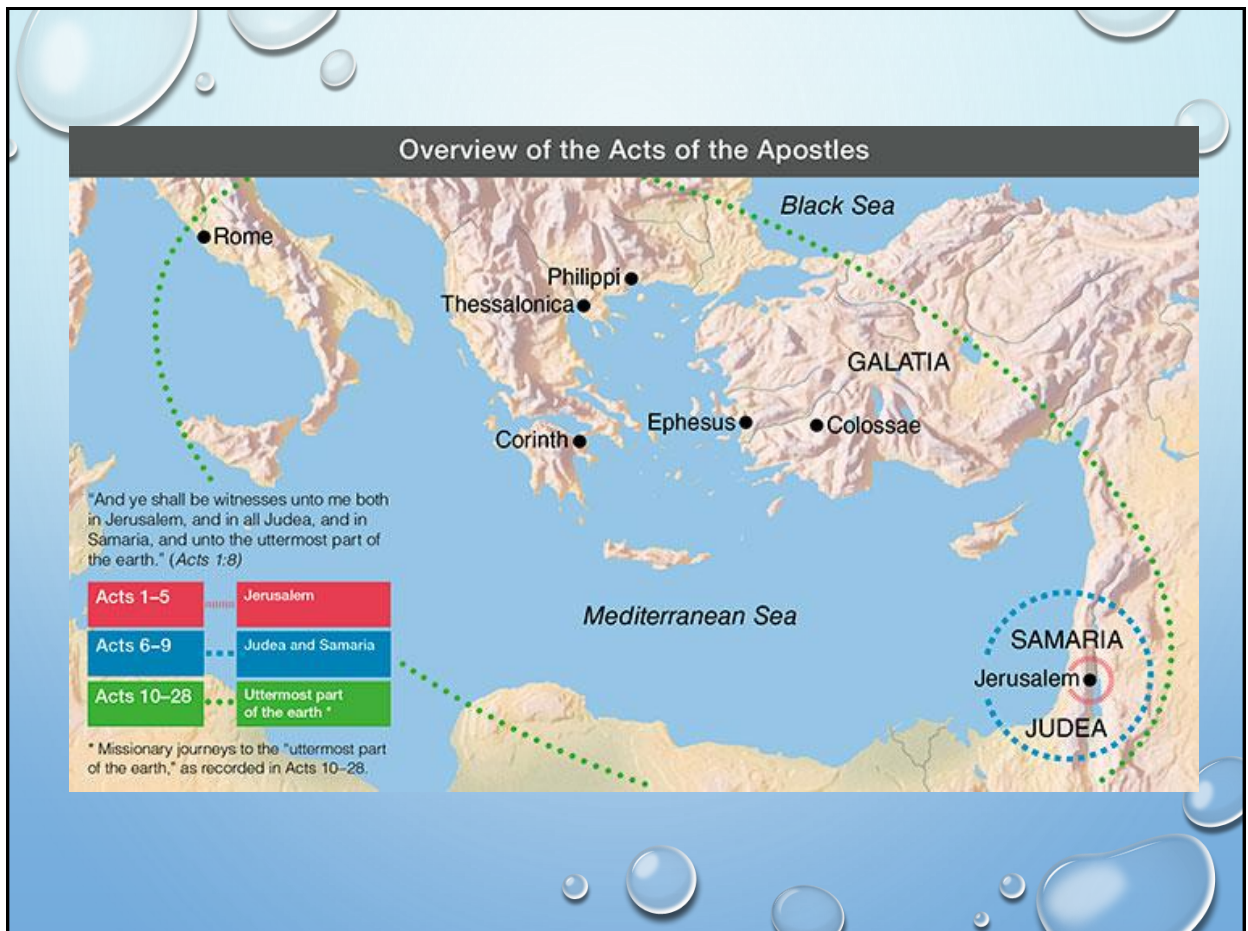 Overview of the Acts of the Apostles
Black Sea
Rome
Philippi
Thessalonica
GALATIA
Ephesus
Colossae
Corinth
"And ye shall be witnesses unto me both
in Jerusalem, and in all Judea, and in
Samaria, and unto the uttermost part of
the earth." (Acts 1:8)
Acts 1–5
Jerusalem
Acts 6–9
Judea and Samaria
Acts 10–28
Uttermost part
of the earth *
* Missionary journeys to the "uttermost part
of the earth," as recorded in Acts 10–28.
Mediterranean Sea
SAMARIA
Jerusalem
JUDEA